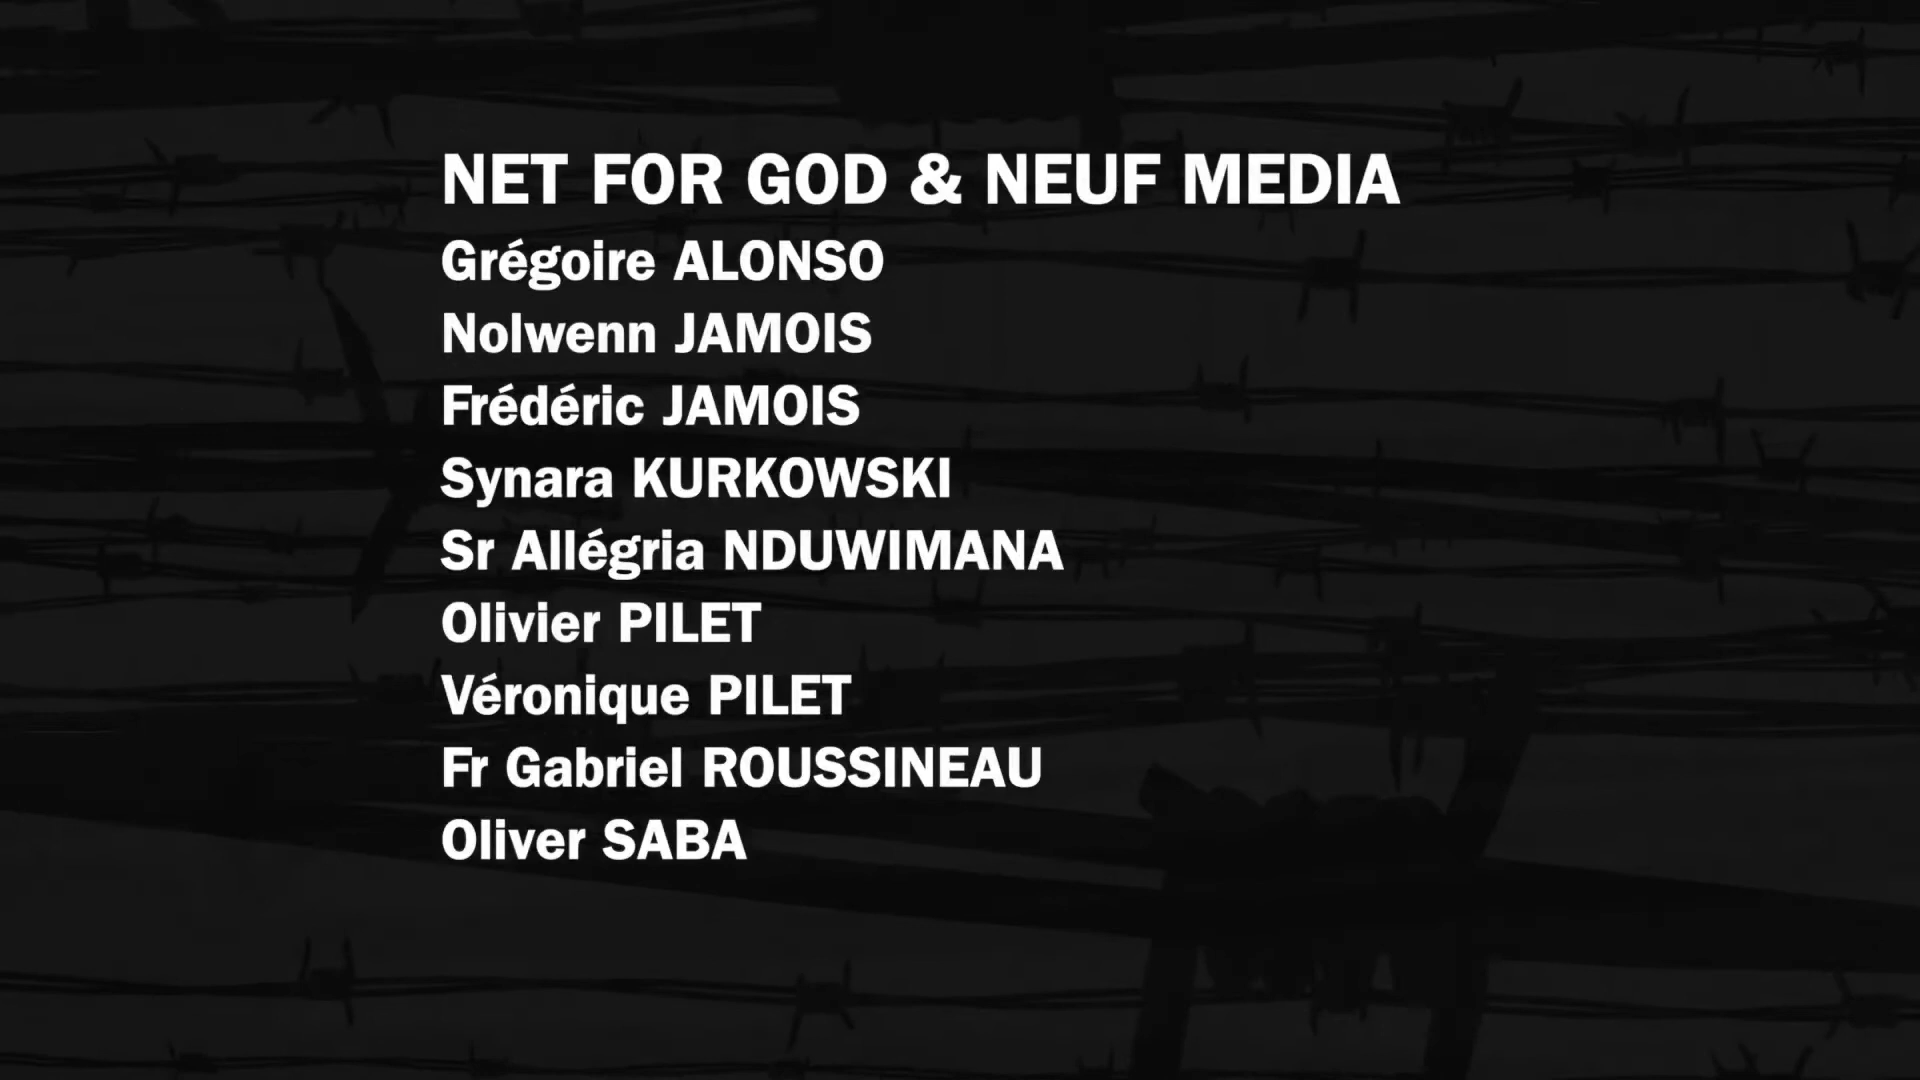 NET FOR GOD & NEUF MEDIA
Grégoire ALONSO
Nolwenn JAMOIS
Frédéric JAMOIS
Synara KURKOWSKI
Sr Allégria NDUWIMANA
Olivier PILET
Véronique PILET
Fr Gabriel ROUSSINEAU
Oliver SABA